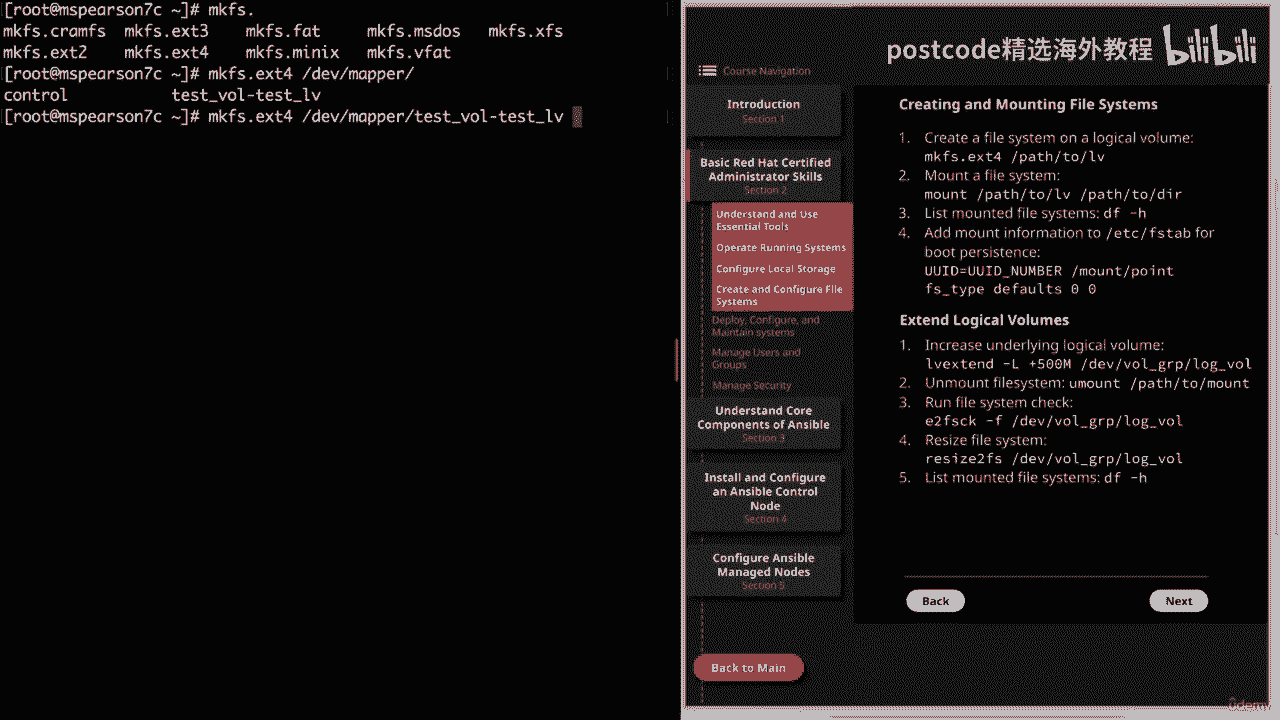 [root@mspearson7c ~]# mkfs.
mkfs.cramfs mkfs.ext3 mkfs.fat mkfs.msdos mkfs.xfs
mkfs.ext2 mkfs.ext4 mkfs.minix mkfs.vfat
[root@mspearson7c ~]# mkfs.ext4 /dev/mapper/
control test_vol-test_lv
[root@mspearson7c ~]# mkfs.ext4 /dev/mapper/test_vol-test_lv
postcode精选海外教程 bilibili
Course Navigation
Introduction
Section 1
Basic Red Hat Certified
Administrator Skills
Section 2
Understand and Use
Essential Tools
Operate Running Systems
Configure Local Storage
Create and Configure File
Systems
Deploy, Configure, and
Maintain systems
Manage Users and
Groups
Manage Security
Understand Core
Components of Ansible
Section 3
Install and Configure
an Ansible Control
Node
Section 4
Configure Ansible
Managed Nodes
Section 5
Back to Main
Creating and Mounting File Systems
1. Create a file system on a logical volume:
mkfs.ext4 /path/to/lv
2. Mount a file system:
mount /path/to/lv /path/to/dir
3. List mounted file systems: df -h
4. Add mount information to /etc/fstab for
boot persistence:
UUID=UUID_NUMBER /mount/point
fs_type defaults 0 0
Extend Logical Volumes
1. Increase underlying logical volume:
lvextend -L +500M /dev/vol_grp/log_vol
2. Unmount filesystem: umount /path/to/mount
3. Run file system check:
e2fsck -f /dev/vol_grp/log_vol
4. Resize file system:
resize2fs /dev/vol_grp/log_vol
5. List mounted file systems: df -h
Back
Next
ûdemy